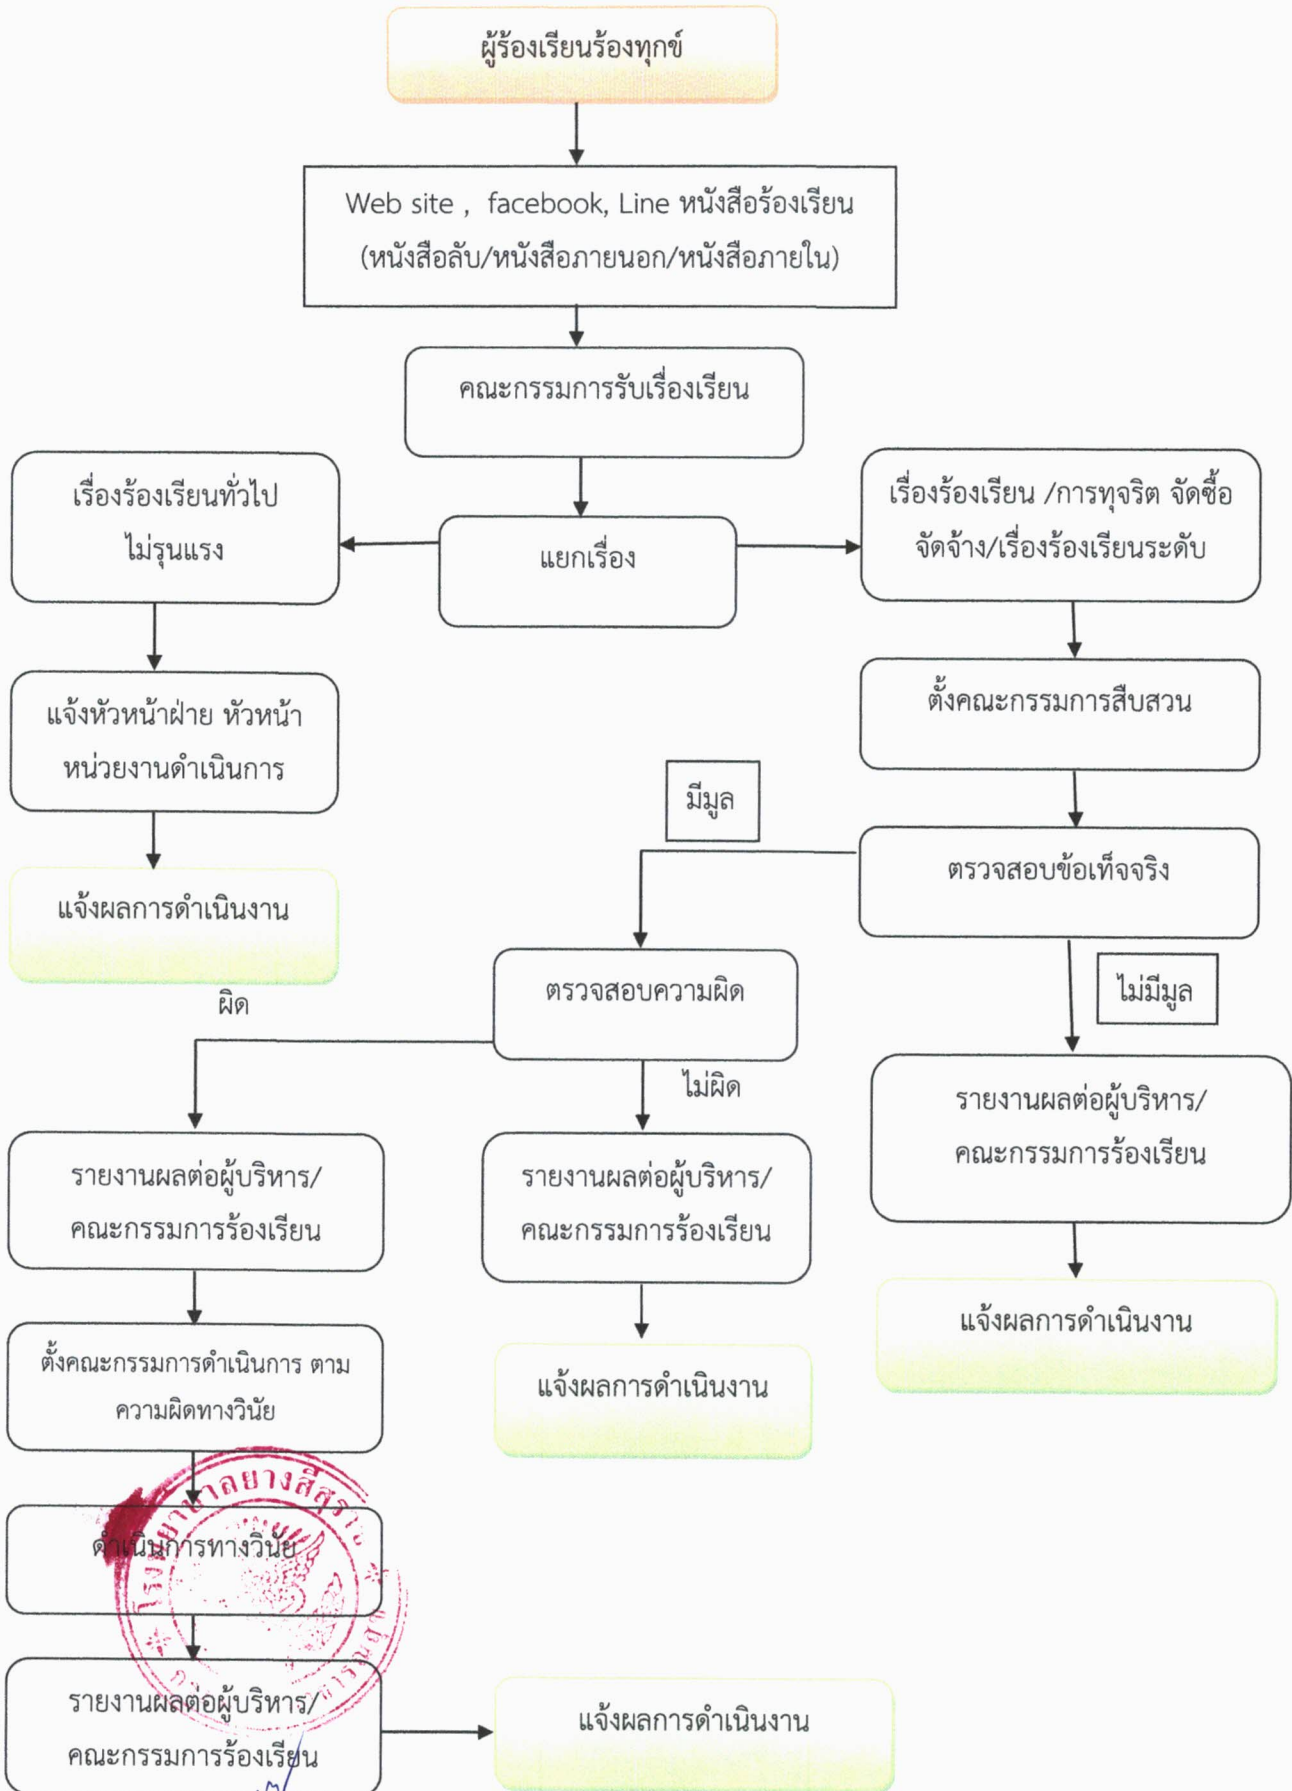 ผู้ร้องเรียนร้องทุกข์
Web site , facebook, Line หนังสือร้องเรียน
(หนังสือลับ/หนังสือภายนอก/หนังสือภายใน)
คณะกรรมการรับเรื่องเรียน
เรื่องร้องเรียนทั่วไป
ไม่รุนแรง
แยกเรื่อง
เรื่องร้องเรียน /การทุจริต จัดซื้อ
จัดจ้าง/เรื่องร้องเรียนระดับ
แจ้งหัวหน้าฝ่าย หัวหน้า
หน่วยงานดำเนินการ
ตั้งคณะกรรมการสืบสวน
มีมูล
ตรวจสอบข้อเท็จจริง
แจ้งผลการดำเนินงาน
ผิด
ตรวจสอบความผิด
ไม่มีมูล
ไม่ผิด
รายงานผลต่อผู้บริหาร/
คณะกรรมการร้องเรียน
รายงานผลต่อผู้บริหาร/
คณะกรรมการร้องเรียน
รายงานผลต่อผู้บริหาร/
คณะกรรมการร้องเรียน
แจ้งผลการดำเนินงาน
ตั้งคณะกรรมการดำเนินการ ตาม
ความผิดทางวินัย
แจ้งผลการดำเนินงาน
โรงพยาบาลยางสีสุราช
ดำเนินการทางวินัย
รายงานผลต่อผู้บริหาร/
คณะกรรมการร้องเรียน
แจ้งผลการดำเนินงาน